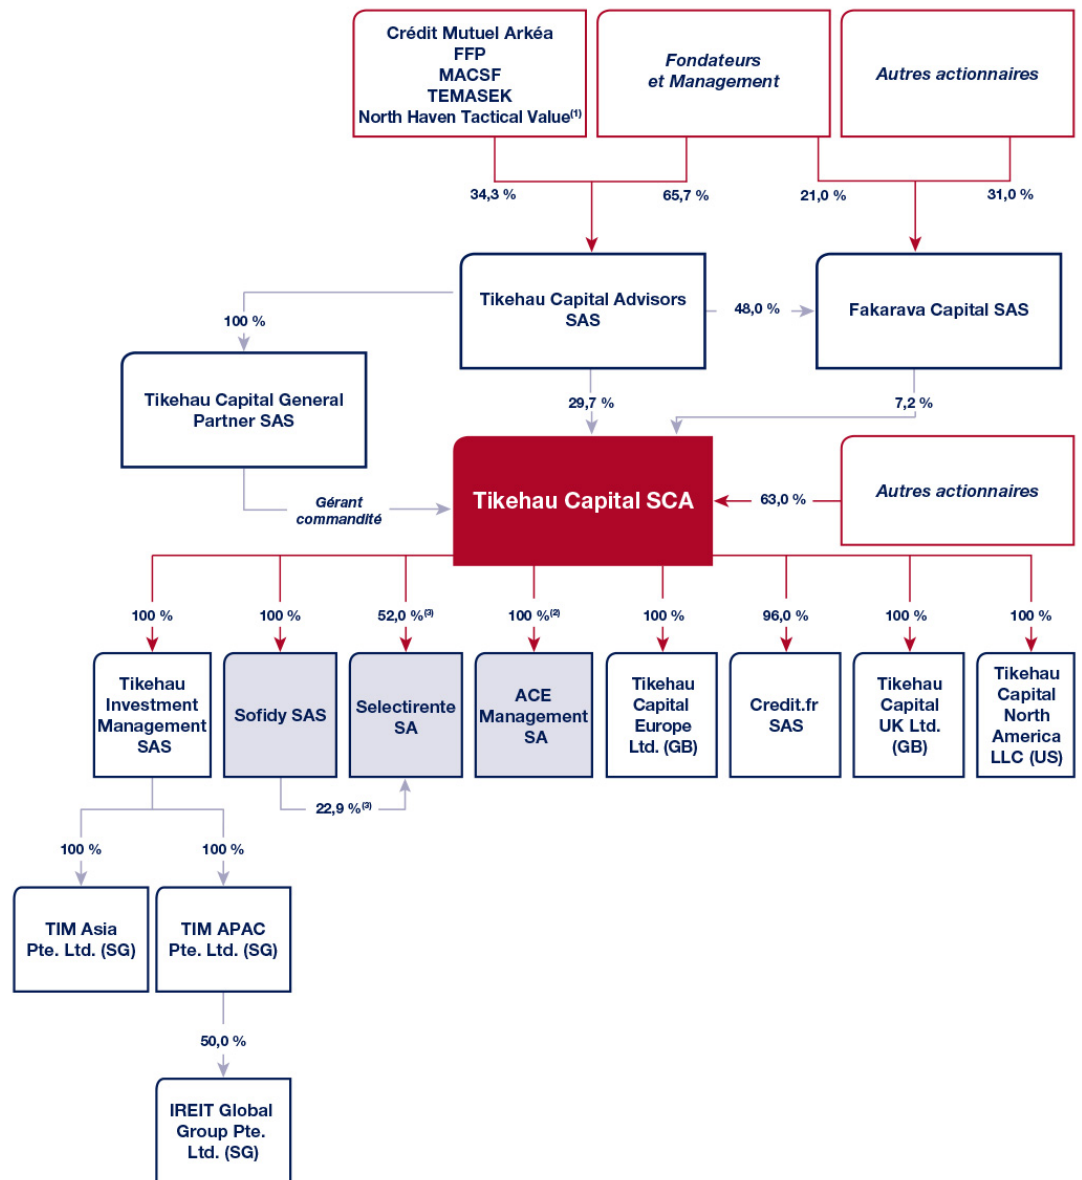 Crédit Mutuel Arkéa
FFP
MACSF
TEMASEK
North Haven Tactical Value(1)
Fondateurs
et Management
Autres actionnaires
34,3 %
65,7 %
21,0 %
31,0 %
Tikehau Capital Advisors
SAS
48,0 %
Fakarava Capital SAS
100 %
Tikehau Capital General
Partner SAS
29,7 %
7,2 %
Gérant
commandité
Tikehau Capital SCA
63,0 %
Autres actionnaires
100 %
100 %
52,0 %(3)
100 %(2)
100 %
96,0 %
100 %
100 %
Tikehau
Investment
Management
SAS
Sofidy SAS
Selectirente
SA
ACE
Management
SA
Tikehau
Capital
Europe
Ltd. (GB)
Credit.fr
SAS
Tikehau
Capital
UK Ltd.
(GB)
Tikehau
Capital
North
America
LLC (US)
22,9 %(3)
100 %
100 %
TIM Asia
Pte. Ltd. (SG)
TIM APAC
Pte. Ltd. (SG)
50,0 %
IREIT Global
Group Pte.
Ltd. (SG)